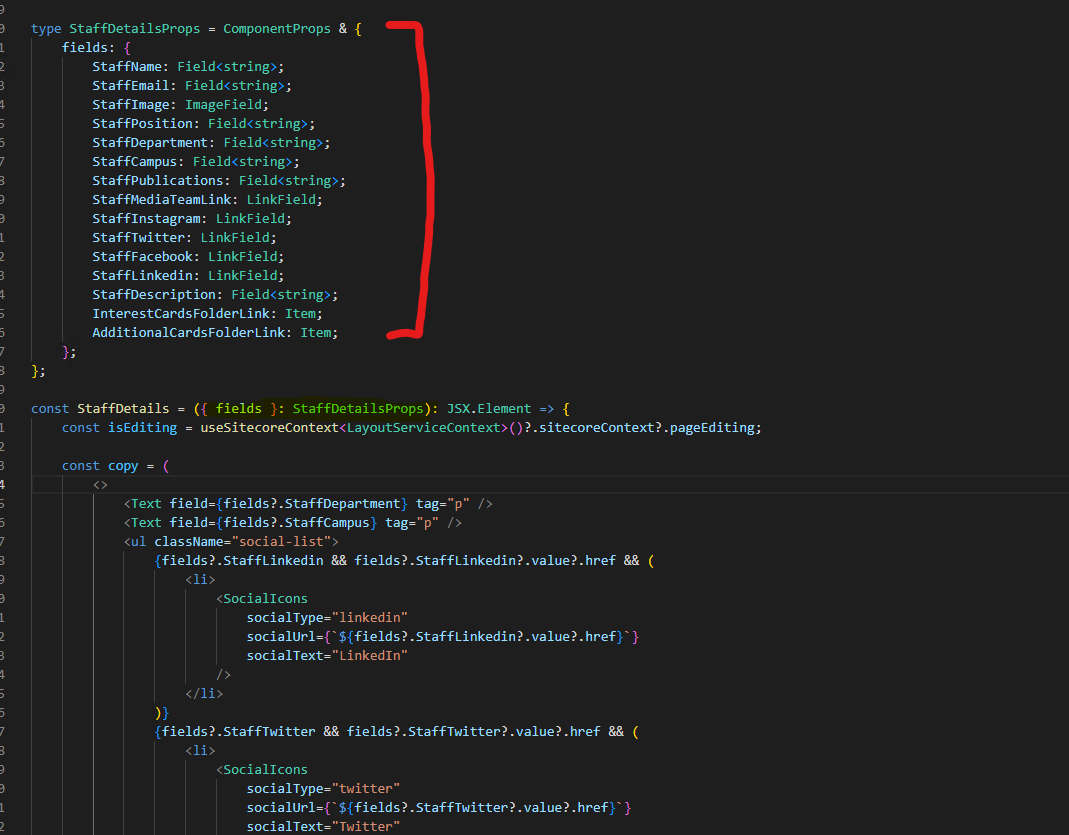 9
0 type StaffDetailsProps = ComponentProps & {
1 fields: {
2 StaffName: Field<string>;
3 StaffEmail: Field<string>;
4 StaffImage: ImageField;
5 StaffPosition: Field<string>;
6 StaffDepartment: Field<string>;
7 StaffCampus: Field<string>;
8 StaffPublications: Field<string>;
9 StaffMediaTeamLink: LinkField;
0 StaffInstagram: LinkField;
1 StaffTwitter: LinkField;
2 StaffFacebook: LinkField;
3 StaffLinkedin: LinkField;
4 StaffDescription: Field<string>;
5 InterestCardsFolderLink: Item;
6 AdditionalCardsFolderLink: Item;
7 };
8 };
9
0 const StaffDetails = ({ fields }: StaffDetailsProps): JSX.Element => {
1 const isEditing = useSitecoreContext<LayoutServiceContext>()?.sitecoreContext?.pageEditing;
2
3 const copy = (
4 <>
5 <Text field={fields?.StaffDepartment} tag="p" />
6 <Text field={fields?.StaffCampus} tag="p" />
7 <ul className="social-list">
8 {fields?.StaffLinkedin && fields?.StaffLinkedin?.value?.href && (
9 <li>
0 <SocialIcons
1 socialType="linkedin"
2 socialUrl={`${fields?.StaffLinkedin?.value?.href}`}
3 socialText="LinkedIn"
4 />
5 </li>
6 )}
7 {fields?.StaffTwitter && fields?.StaffTwitter?.value?.href && (
8 <li>
9 <SocialIcons
0 socialType="twitter"
1 socialUrl={`${fields?.StaffTwitter?.value?.href}`}
2 socialText="Twitter"